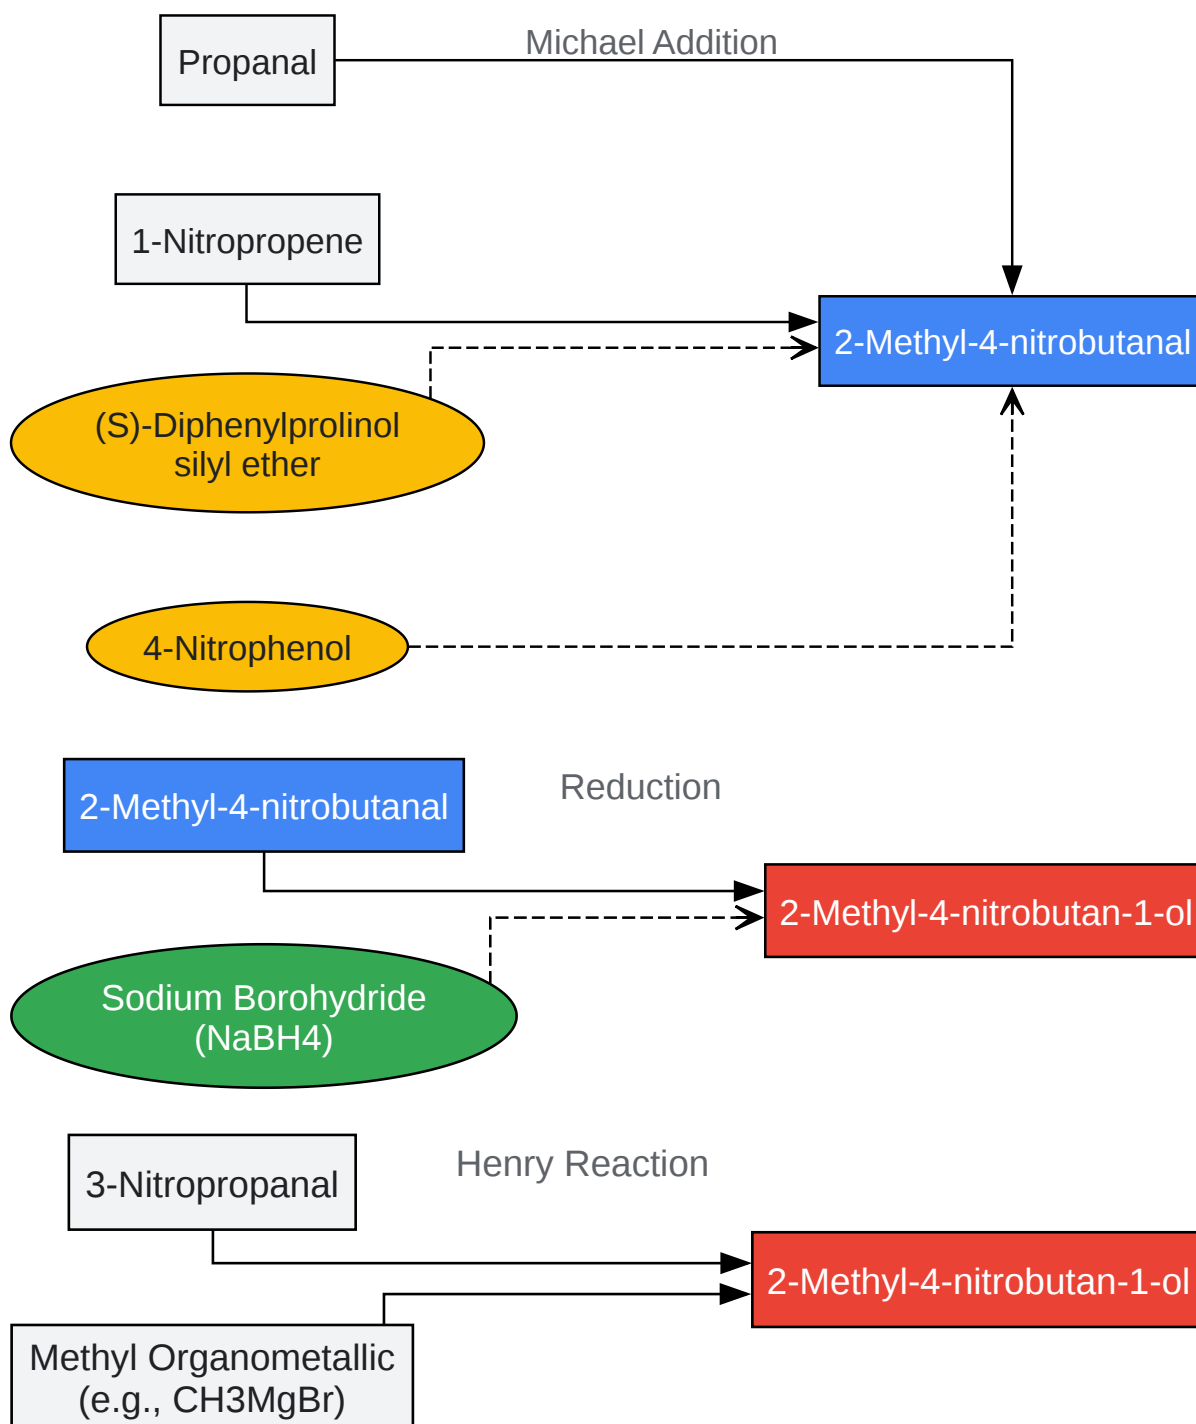 Propanal
Michael Addition
1-Nitropropene
2-Methyl-4-nitrobutanal
(S)-Diphenylprolinol
silyl ether
4-Nitrophenol
2-Methyl-4-nitrobutanal
Reduction
2-Methyl-4-nitrobutan-1-ol
Sodium Borohydride
(NaBH4)
3-Nitropropanal
Henry Reaction
2-Methyl-4-nitrobutan-1-ol
Methyl Organometallic
(e.g., CH3MgBr)